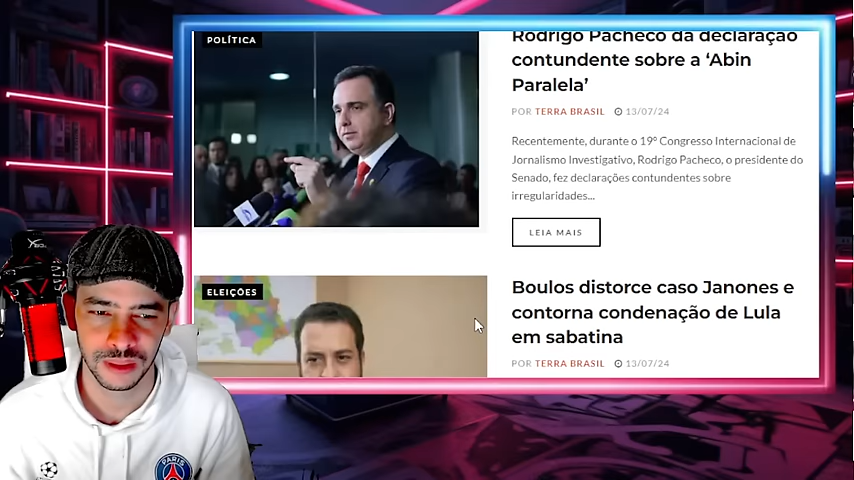 POLÍTICA
Rodrigo Pacheco dá declaração
contundente sobre a ‘Abin
Paralela’
POR TERRA BRASIL 13/07/24
Recentemente, durante o 19º Congresso Internacional de
Jornalismo Investigativo, Rodrigo Pacheco, o presidente do
Senado, fez declarações contundentes sobre
irregularidades...
LEIA MAIS
ELEIÇÕES
Boulos distorce caso Janones e
contorna condenação de Lula
em sabatina
POR TERRA BRASIL 13/07/24
PARIS